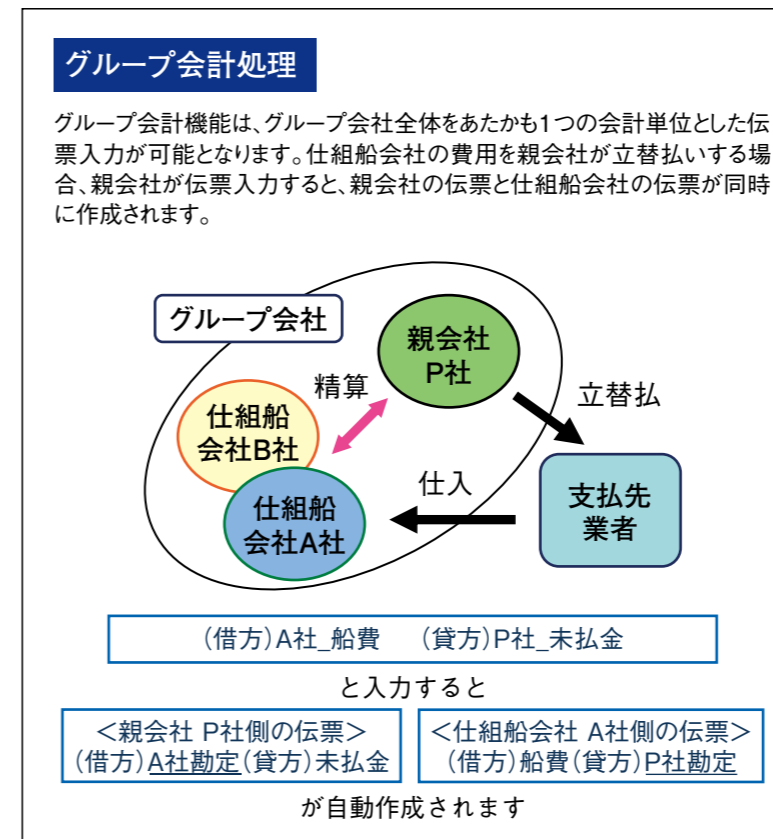 グループ会計処理
グループ会計機能は、グループ会社全体をあたかも1つの会計単位とした伝
票入力が可能となります。仕組船会社の費用を親会社が立替払いする場
合、親会社が伝票入力すると、親会社の伝票と仕組船会社の伝票が同時
に作成されます。
グループ会社
親会社
P社
精算
立替払
仕組船
会社B社
仕入
仕組船
会社A社
支払先
業者
(借方)A社_船費 (貸方)P社_未払金
と入力すると
＜親会社 P社側の伝票＞
(借方)A社勘定(貸方)未払金
＜仕組船会社 A社側の伝票＞
(借方)船費(貸方)P社勘定
が自動作成されます